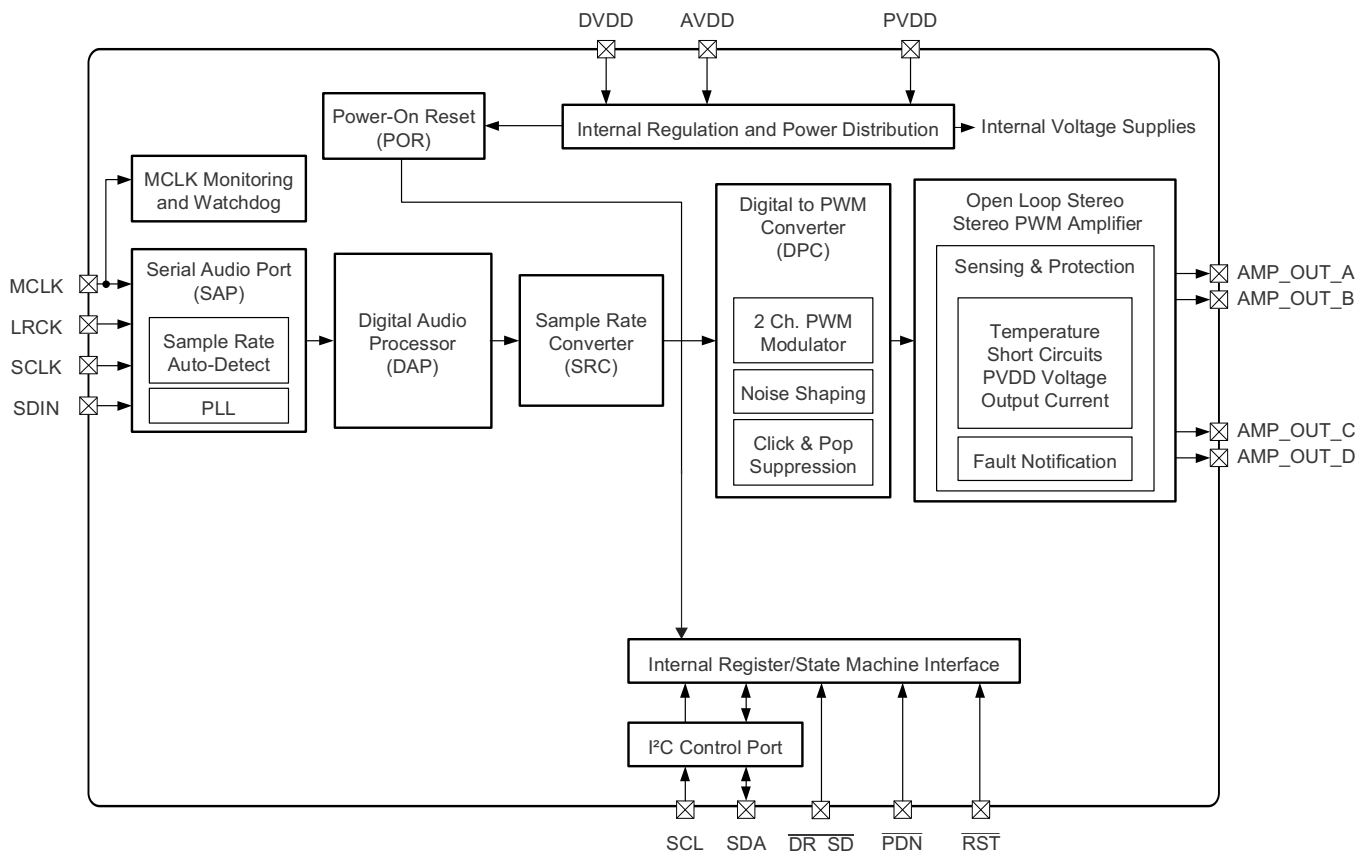 DVDD
AVDD
PVDD
Power-On Reset
(POR)
Internal Regulation and Power Distribution
Internal Voltage Supplies
MCLK Monitoring
and Watchdog
MCLK
LRCK
SCLK
SDIN
Serial Audio Port
(SAP)
Sample Rate
Auto-Detect
PLL
Digital Audio
Processor
(DAP)
Sample Rate
Converter
(SRC)
Digital to PWM
Converter
(DPC)
2 Ch. PWM
Modulator
Noise Shaping
Click & Pop
Suppression
Open Loop Stereo
Stereo PWM Amplifier
Sensing & Protection
Temperature
Short Circuits
PVDD Voltage
Output Current
Fault Notification
AMP_OUT_A
AMP_OUT_B
AMP_OUT_C
AMP_OUT_D
Internal Register/State Machine Interface
I²C Control Port
SCL
SDA
DR_SD
PDN
RST